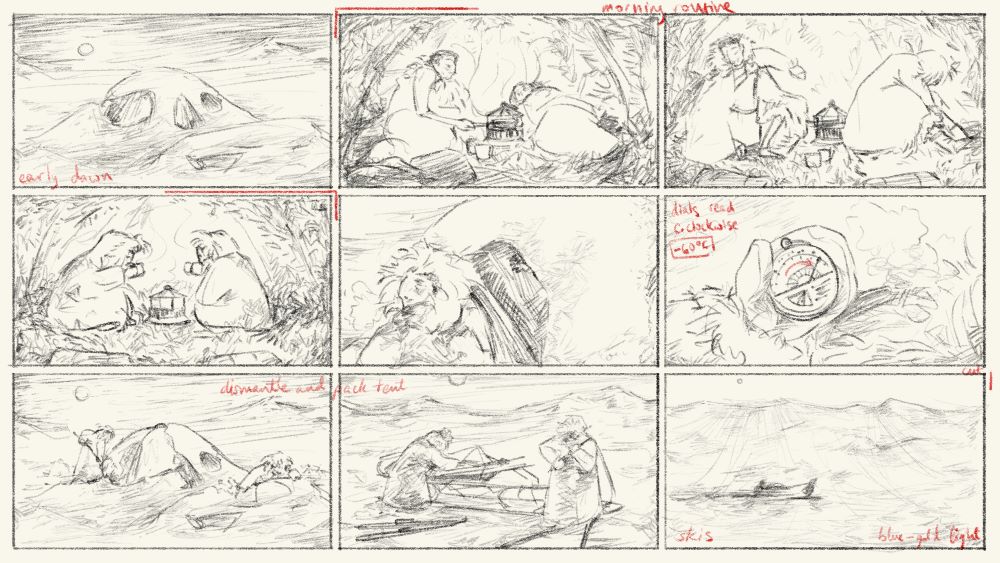 morning routine
early dawn
dials read
c.clockwise
-60°C
cut
dismantle and pack tent
skis
blue-gold light